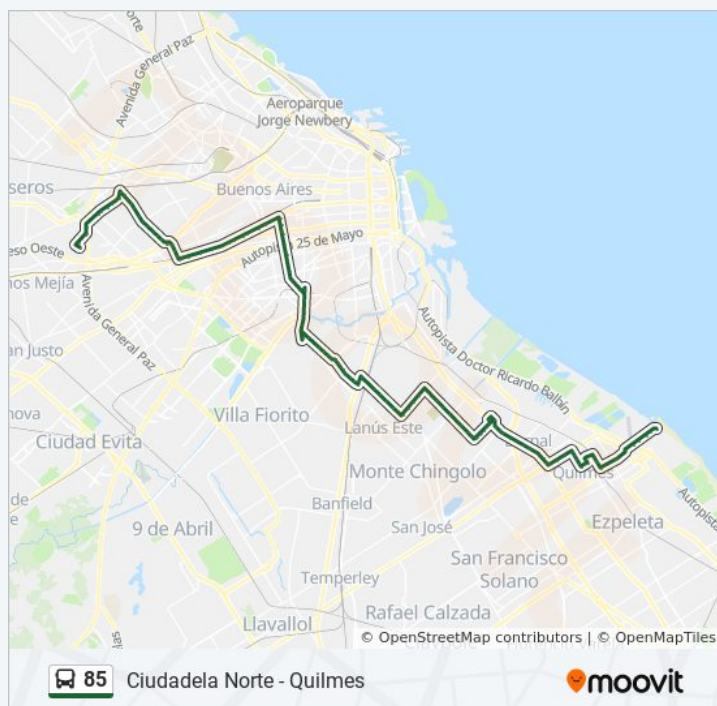 Avenida General Paz
Aeroparque
Jorge Newbery
seros
Buenos Aires
eso Oeste
Autopista 25 de Mayo
os Mejía
Avenida General Paz
an Justo
Autopista Doctor Ricardo Balbín
Villa Fiorito
nova
Ciudad Evita
Lanús Este
Bernal
Monte Chingolo
Quilmes
Autopis
Banfield
9 de Abril
San José
Ezpeleta
San Francisco
Solano
Temperley
Rafael Calzada
Llavallol
© OpenStreetMap contributors | © OpenMapTiles
85
Ciudadela Norte - Quilmes
moovit